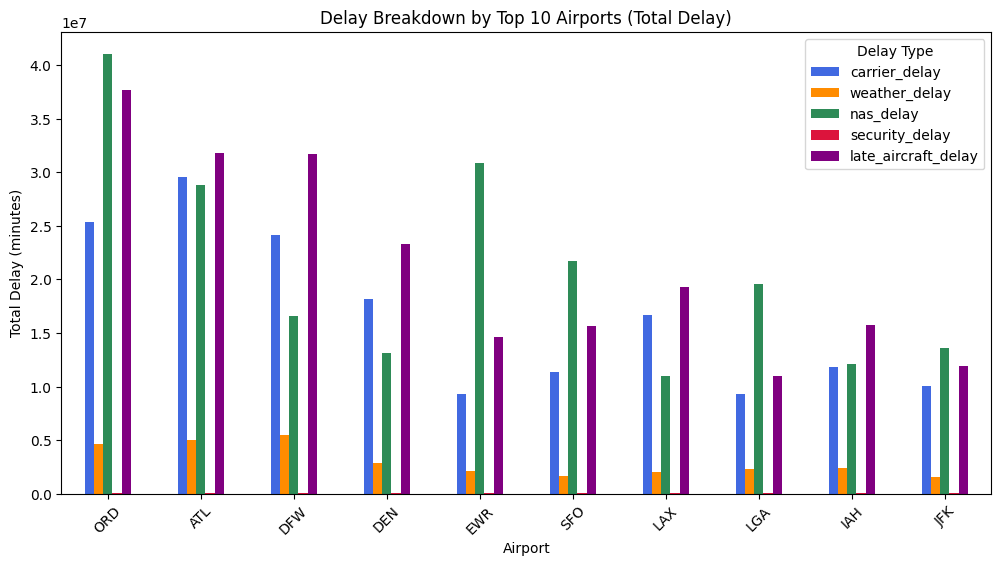 Delay Breakdown by Top 10 Airports (Total Delay)
1e7
4.0
3.5
3.0
2.5
2.0
1.5
1.0
0.5
0.0
Total Delay (minutes)
Delay Type
carrier_delay
weather_delay
nas_delay
security_delay
late_aircraft_delay
ORD
ATL
DFW
DEN
EWR
SFO
LAX
LGA
IAH
JFK
Airport